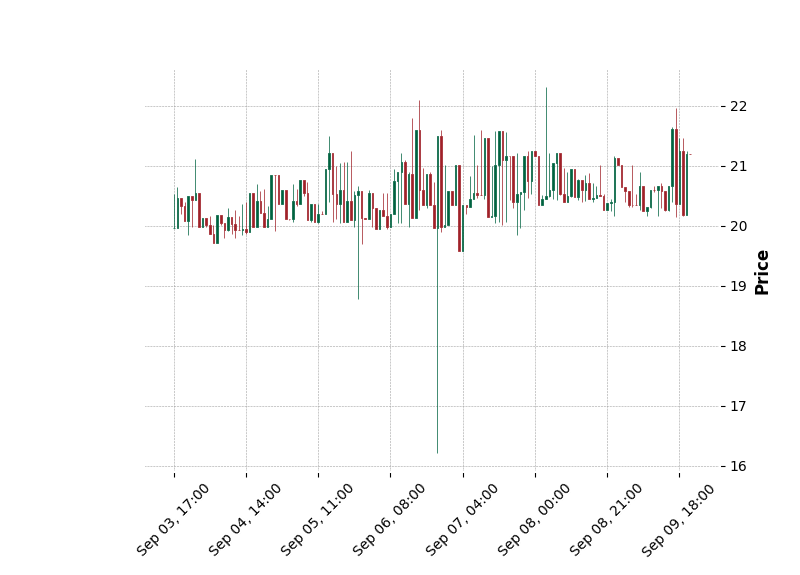 22
21
20
19
18
17
16
Price
Sep 03, 17:00
Sep 04, 14:00
Sep 05, 11:00
Sep 06, 08:00
Sep 07, 04:00
Sep 08, 00:00
Sep 08, 21:00
Sep 09, 18:00